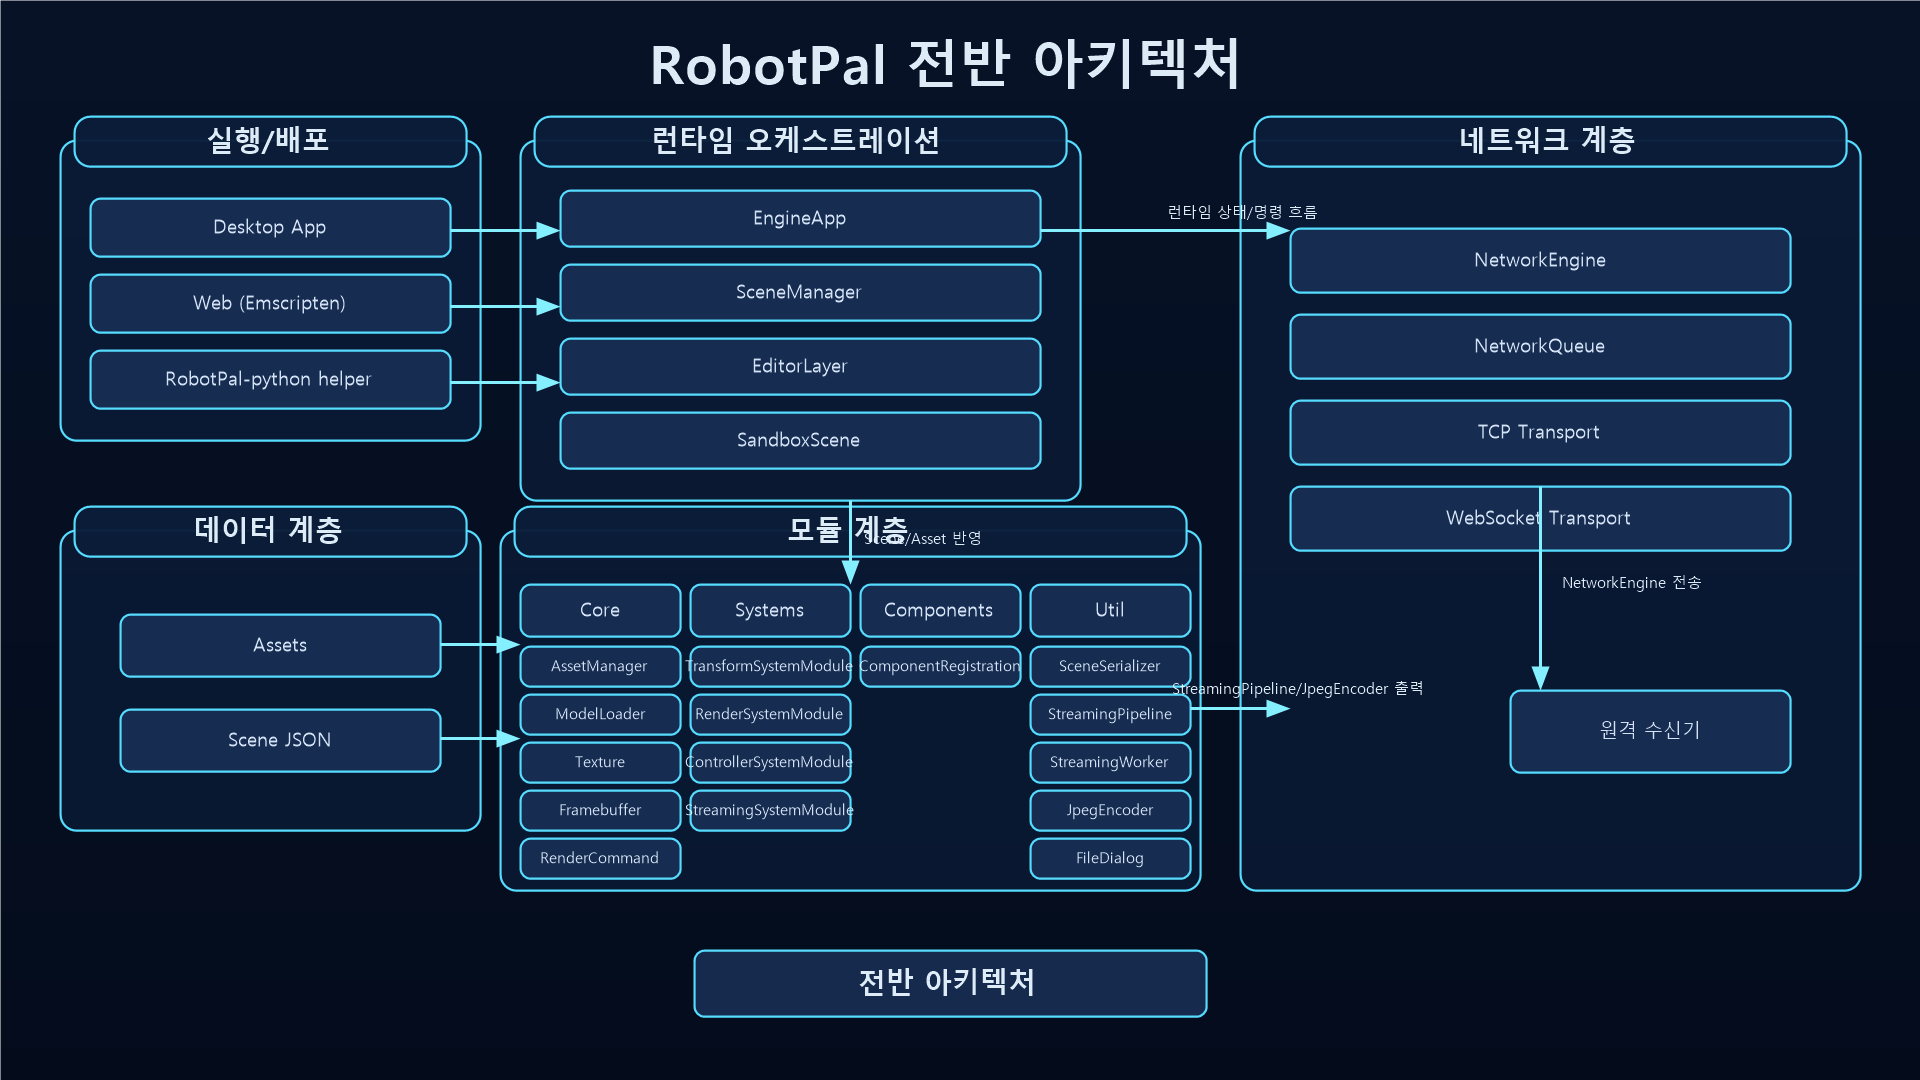 RobotPal 전반 아키텍처
실행/배포
Desktop App
Web (Emscripten)
RobotPal-python helper
런타임 오케스트레이션
EngineApp
SceneManager
EditorLayer
SandboxScene
런타임 상태/명령 흐름
네트워크 계층
NetworkEngine
NetworkQueue
TCP Transport
WebSocket Transport
NetworkEngine 전송
원격 수신기
데이터 계층
Assets
Scene JSON
모듈 계층
Scene/Asset 반영
Core
AssetManager
ModelLoader
Texture
Framebuffer
RenderCommand
Systems
TransformSystemModule
RenderSystemModule
ControllerSystemModule
StreamingSystemModule
Components
ComponentRegistration
Util
SceneSerializer
StreamingPipeline
StreamingWorker
JpegEncoder
FileDialog
StreamingPipeline/JpegEncoder 출력
전반 아키텍처